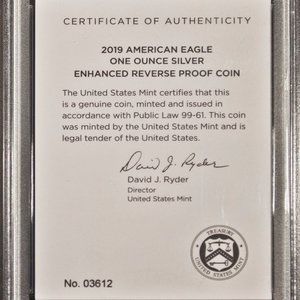 CERTIFICATE OF AUTHENTICITY
2019 AMERICAN EAGLE
ONE OUNCE SILVER
ENHANCED REVERSE PROOF COIN
The United States Mint certifies that this
is a genuine coin, minted and issued in
accordance with Public Law 99-61. This coin
was minted by the United States Mint and is
legal tender of the United States.
David J. Ryder
David J. Ryder
Director
United States Mint
TREASURY
UNITED STATES MINT
No. 03612